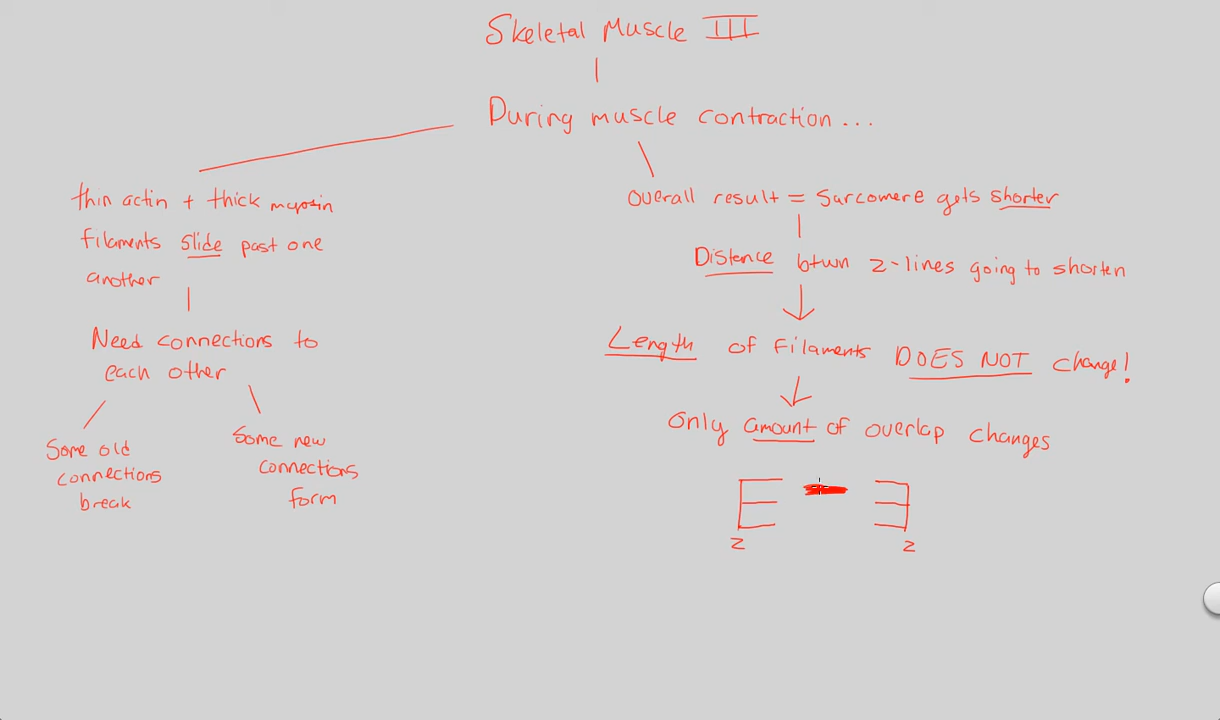 Skeletal Muscle III
During muscle contraction...
thin actin + thick myosin
filaments slide past one
another
Need connections to
each other
Some old
connections
break
Some new
connections
form
Overall result = Sarcomere gets shorter
Distence btwn z-lines going to shorten
Length of filaments DOES NOT change!
Only amount of overlap changes
z
z